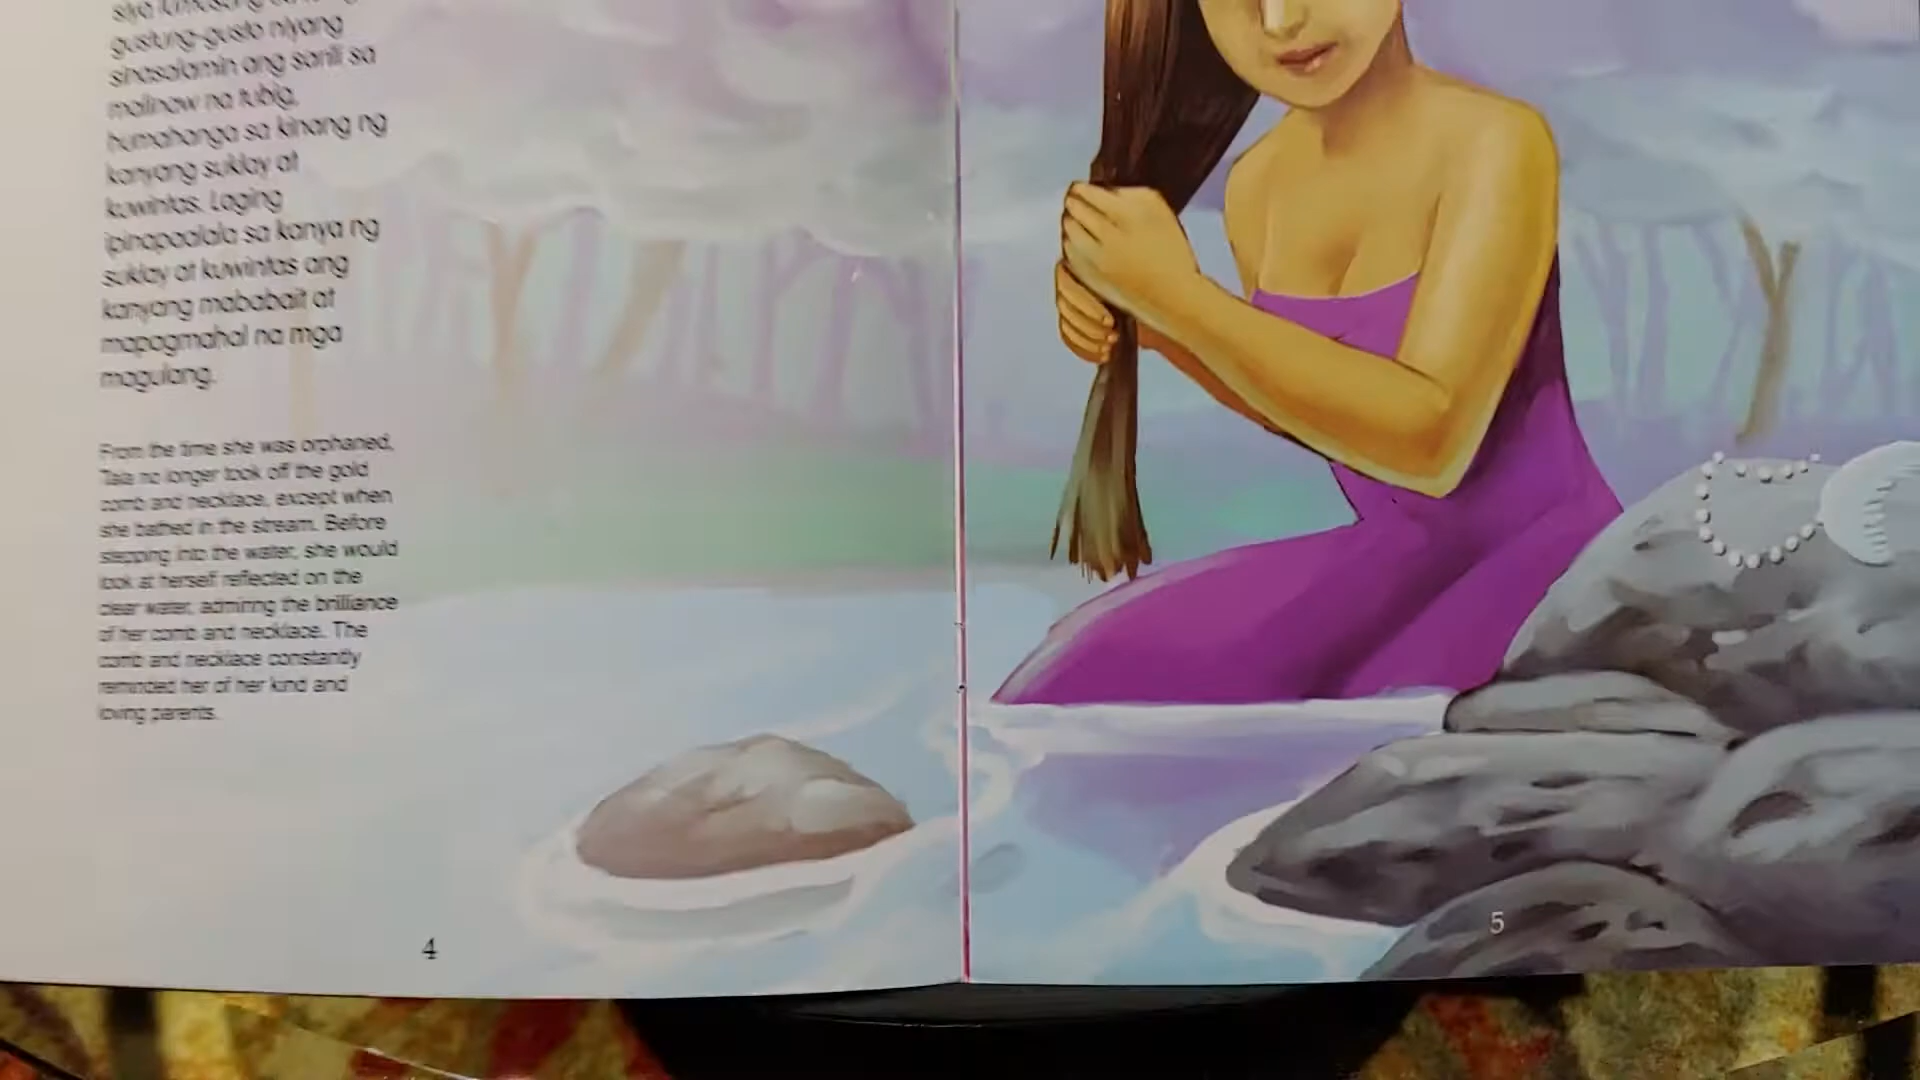 gustung-gusto niyang
sinasalamin ang sarili sa
malinaw na tubig,
humahanga sa kinang ng
kanyang suklay at
kuwintas. Laging
ipinapaalala sa kanya ng
suklay at kuwintas ang
kanyang mababait at
mapagmahal na mga
magulang.
From the time she was orphaned,
Tala no longer took off the gold
comb and necklace, except when
she bathed in the stream. Before
stepping into the water, she would
look at herself reflected on the
clear water, admiring the brilliance
of her comb and necklace. The
comb and necklace constantly
reminded her of her kind and
loving parents.
4
5